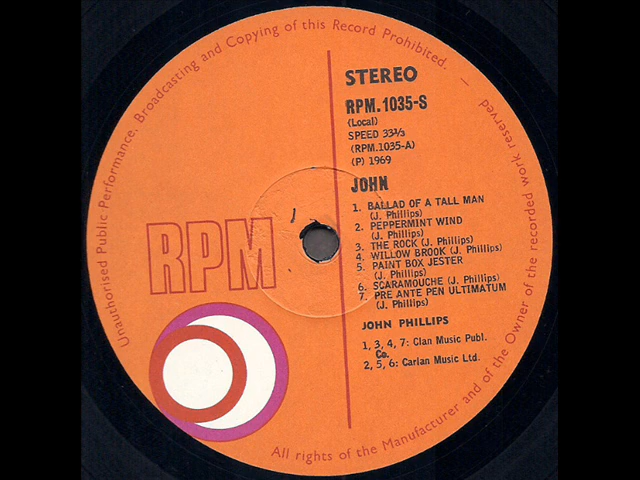 Unauthorised Public Performance, Broadcasting and Copying of this Record Prohibited. —
All rights of the Manufacturer and of the Owner of the recorded work reserved
RPM
STEREO
RPM.1035-S
(Local)
SPEED 33⅓
(RPM.1035-A)
(P) 1969
JOHN
1. BALLAD OF A TALL MAN
(J. Phillips)
2. PEPPERMINT WIND
(J. Phillips)
3. THE ROCK (J. Phillips)
4. WILLOW BROOK (J. Phillips)
5. PAINT BOX JESTER
(J. Phillips)
6. SCARAMOUCHE (J. Phillips)
7. PRE ANTE PEN ULTIMATUM
(J. Phillips)
JOHN PHILLIPS
1, 3, 4, 7: Clan Music Publ.
Co.
2, 5, 6: Carlan Music Ltd.